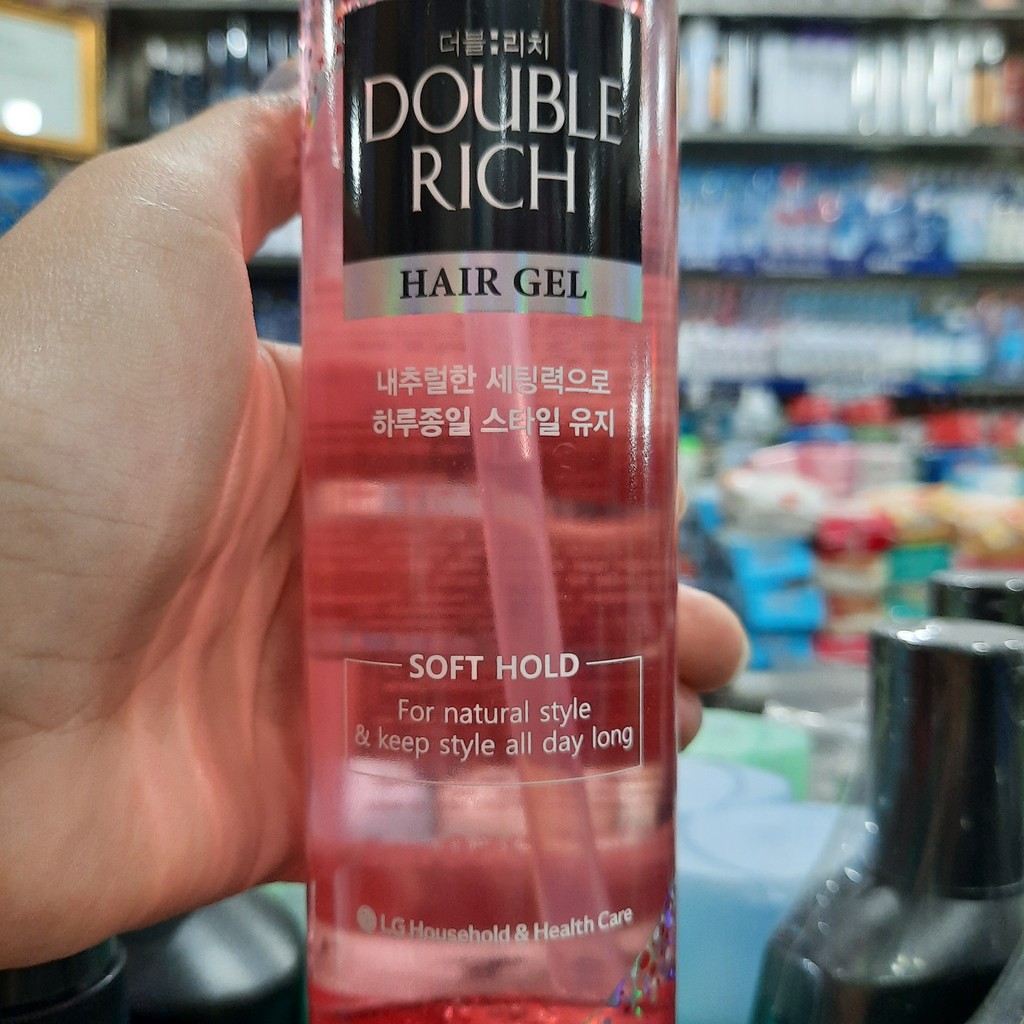 더블:리치
DOUBLE
RICH
HAIR GEL
내추럴한 세팅력으로
하루종일 스타일 유지
SOFT HOLD
For natural style
& keep style all day long
LG Household & Health Care